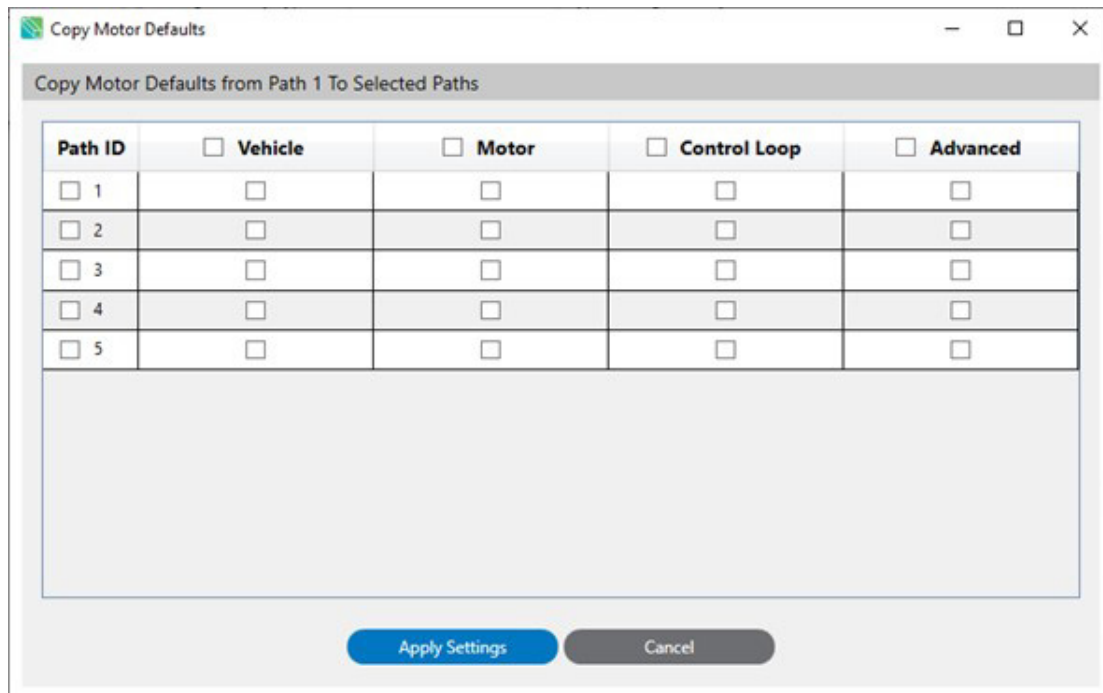 Copy Motor Defaults
Copy Motor Defaults from Path 1 To Selected Paths
Path ID Vehicle Motor Control Loop Advanced
1
2
3
4
5
Apply Settings Cancel